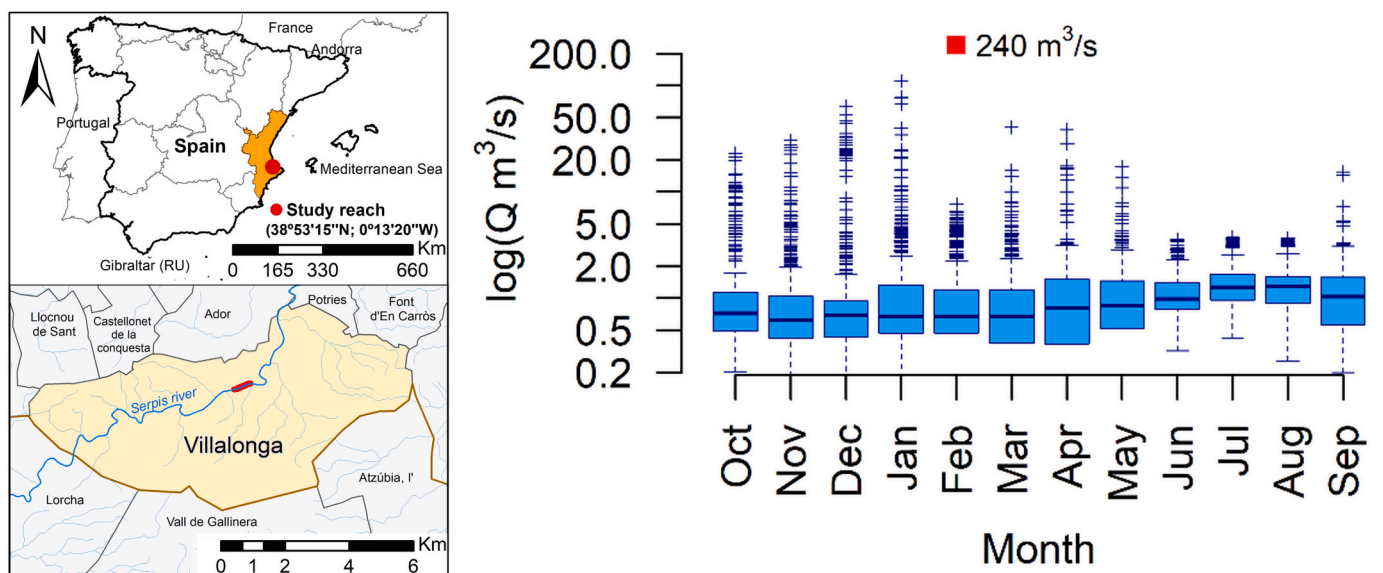 N
France
Andorra
Portugal
Spain
Mediterranean Sea
Study reach
(38º53'15"N; 0º13'20"W)
Km
Gibraltar (RU)
0 165 330 660
Potries
Font
d'En Carròs
Ador
Llocnou
de Sant
Castellonet
de la
conquesta
Serpis river
Villalonga
Atzúbia, l'
Lorcha
Vall de Gallinera
Km
0 1 2 4 6
240 m³/s
log(Q m³/s)
200.0
50.0
20.0
5.0
2.0
0.5
0.2
Oct
Nov
Dec
Jan
Feb
Mar
Apr
May
Jun
Jul
Aug
Sep
Month